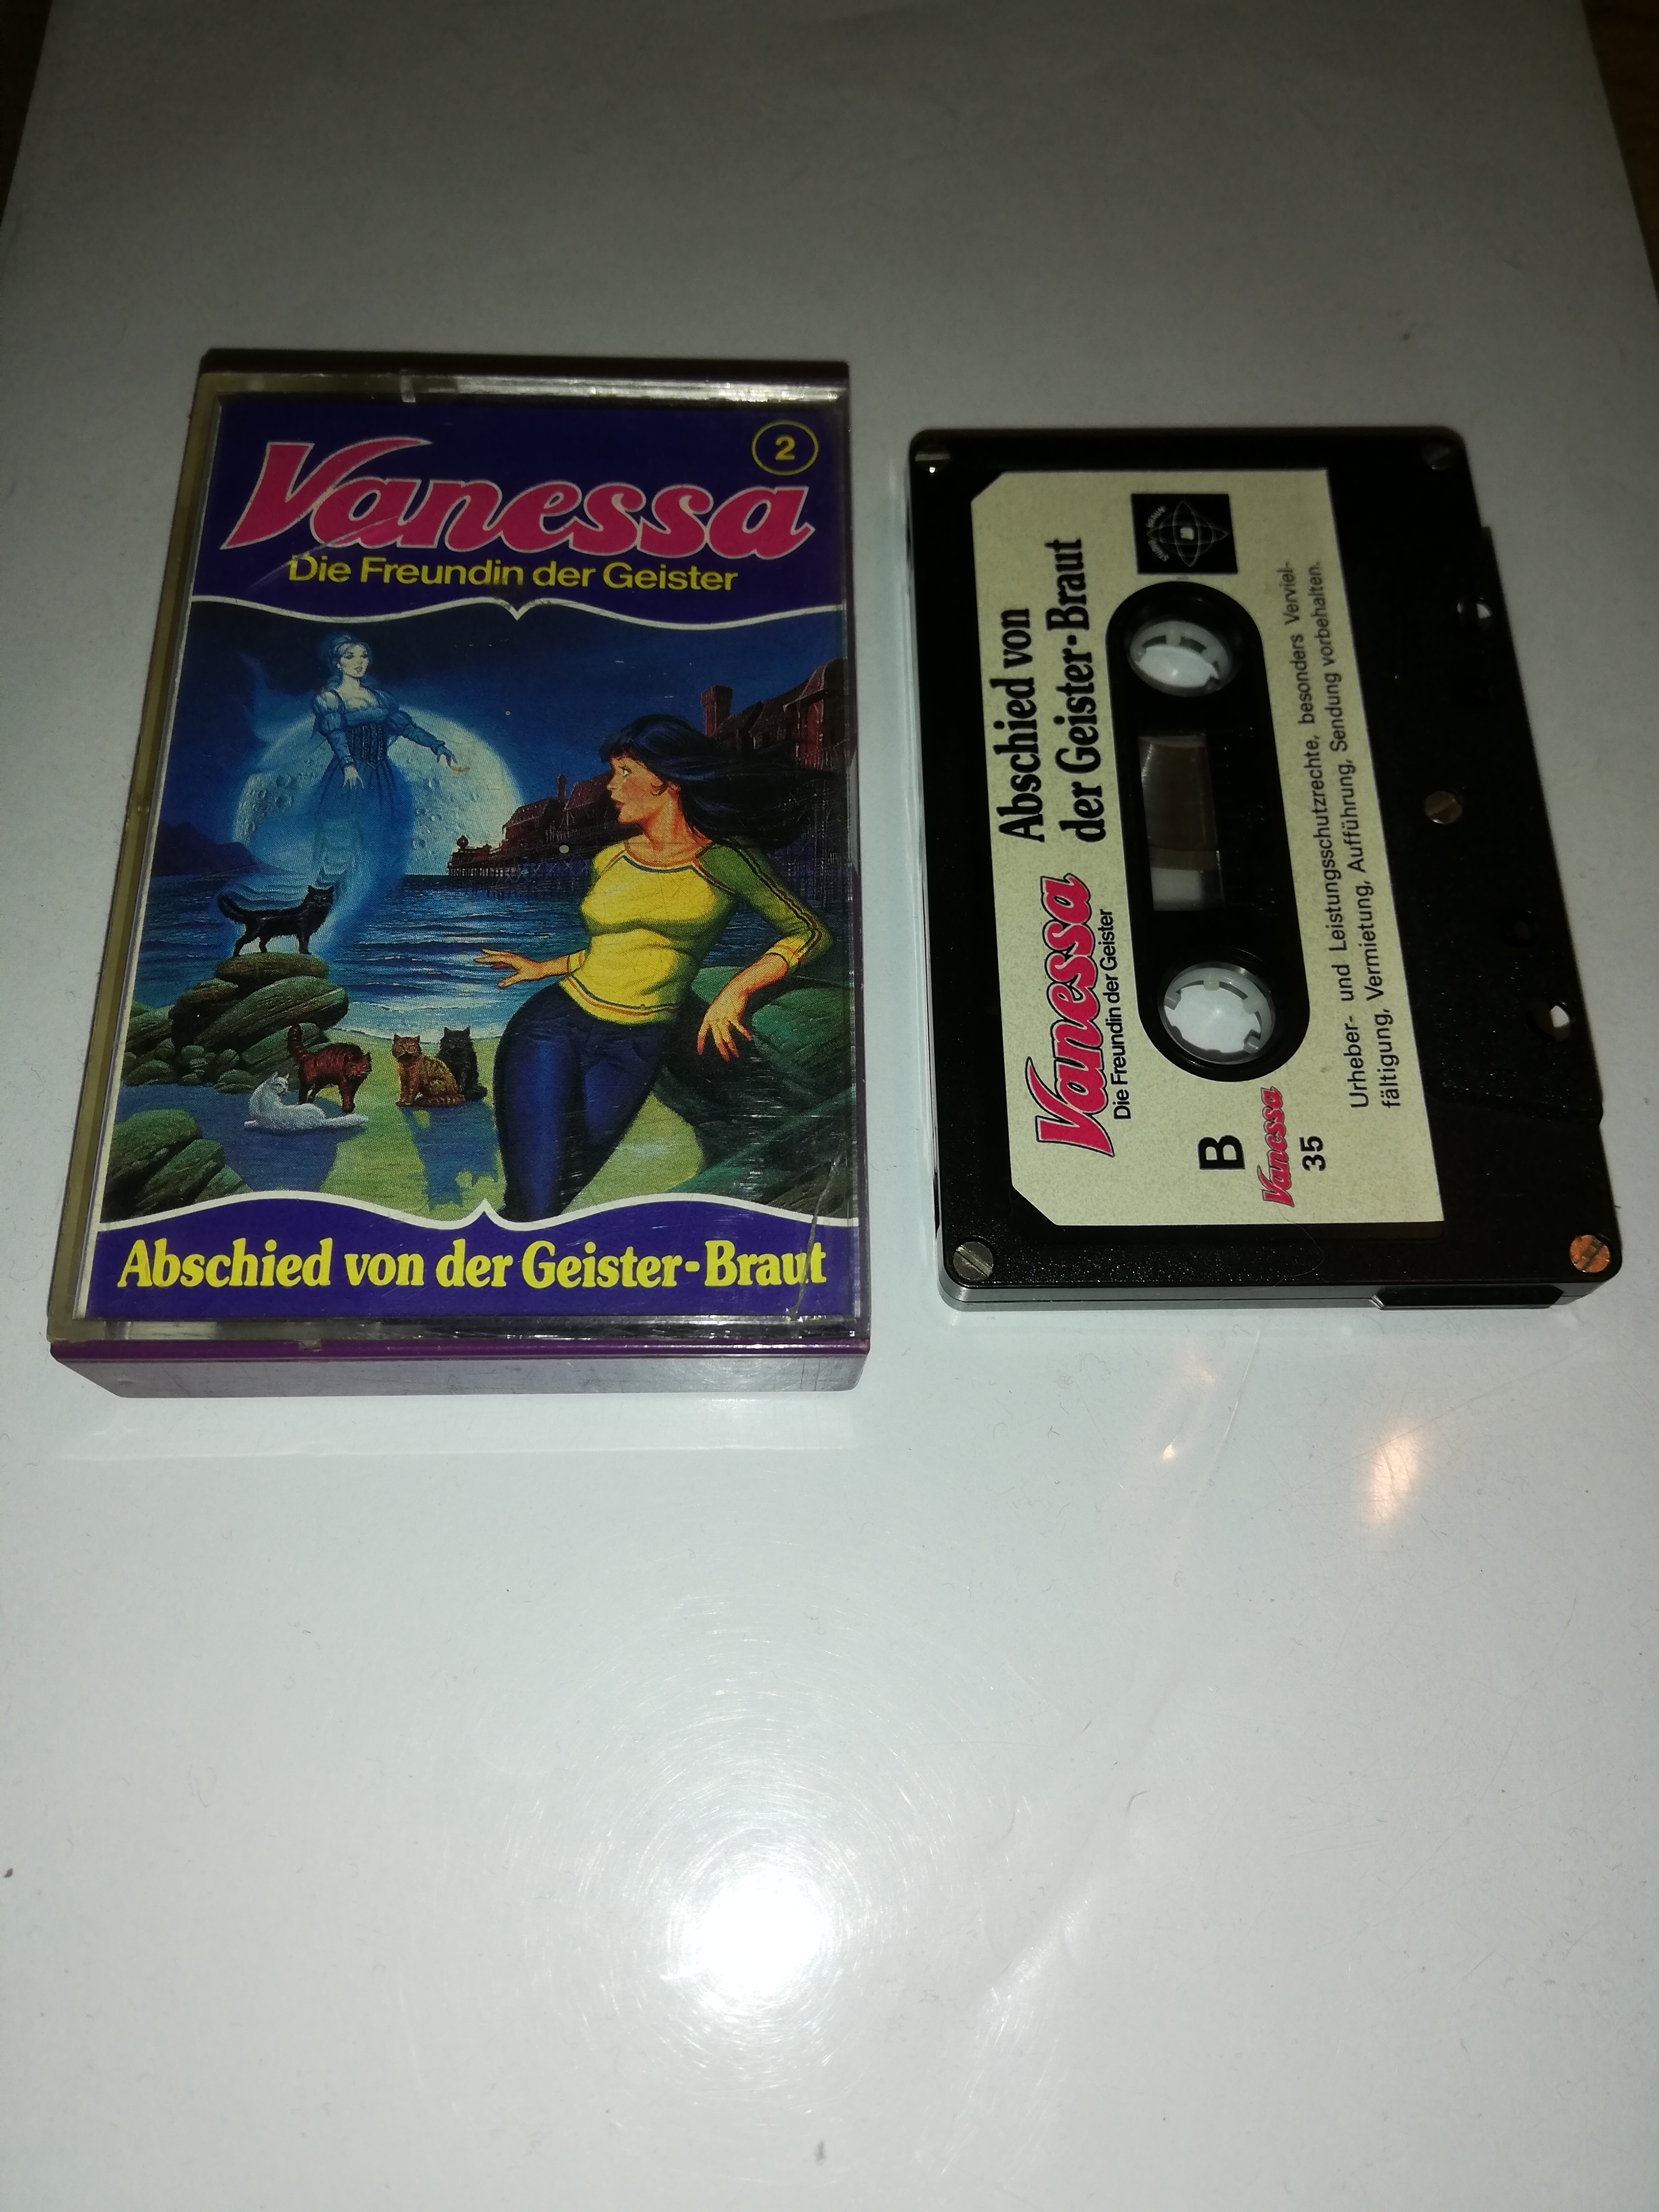 2
Vanessa
Die Freundin der Geister
Abschied von der Geister-Braut
Vanessa
Die Freundin der Geister
Abschied von
der Geister-Braut
B
Vanessa
35
Urheber- und Leistungsschutzrechte, besonders Verviel-
fältigung, Vermietung, Aufführung, Sendung vorbehalten.